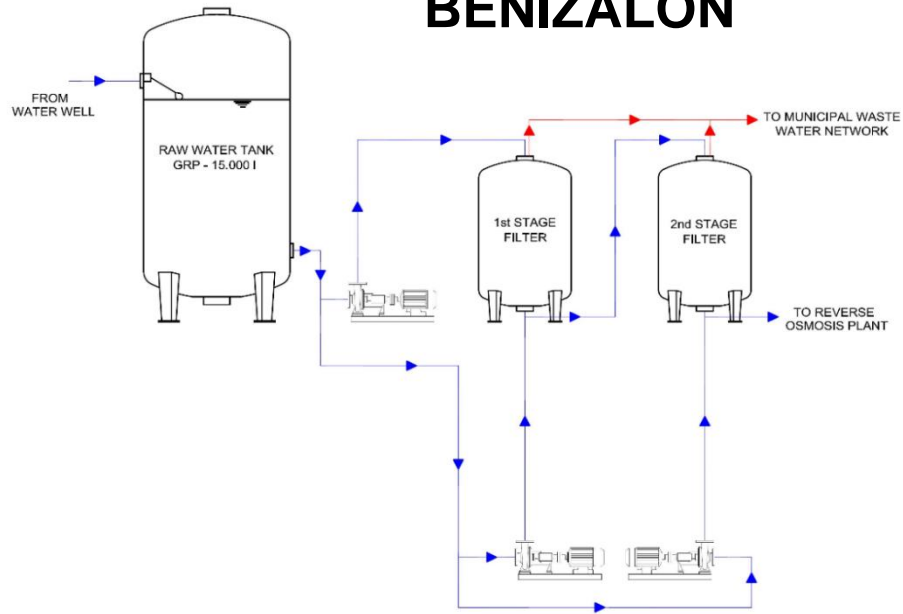 BENIZALON
FROM
WATER WELL
RAW WATER TANK
GRP - 15.000 l
TO MUNICIPAL WASTE
WATER NETWORK
1st STAGE
FILTER
2nd STAGE
FILTER
TO REVERSE
OSMOSIS PLANT